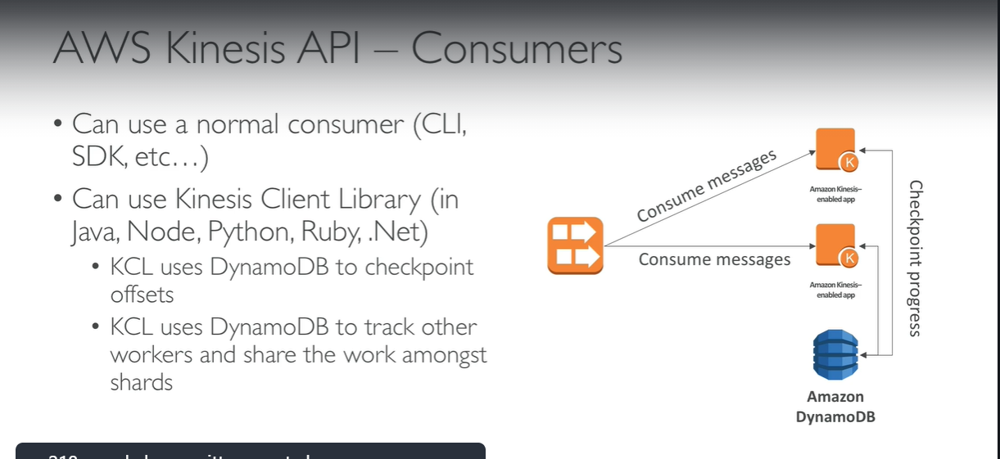 AWS Kinesis API – Consumers
• Can use a normal consumer (CLI,
SDK, etc…)
• Can use Kinesis Client Library (in
Java, Node, Python, Ruby, .Net)
• KCL uses DynamoDB to checkpoint
offsets
• KCL uses DynamoDB to track other
workers and share the work amongst
shards
Consume messages
Consume messages
K
Amazon Kinesis–
enabled app
K
Amazon Kinesis–
enabled app
Checkpoint progress
Amazon
DynamoDB